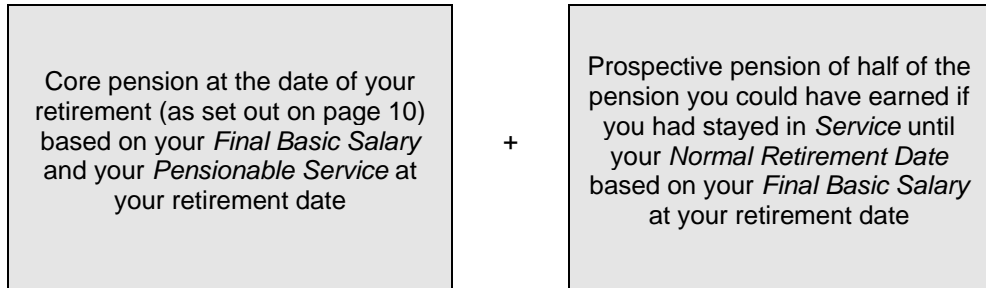 Core pension at the date of your
retirement (as set out on page 10)
based on your Final Basic Salary
and your Pensionable Service at
your retirement date
+
Prospective pension of half of the
pension you could have earned if
you had stayed in Service until
your Normal Retirement Date
based on your Final Basic Salary
at your retirement date